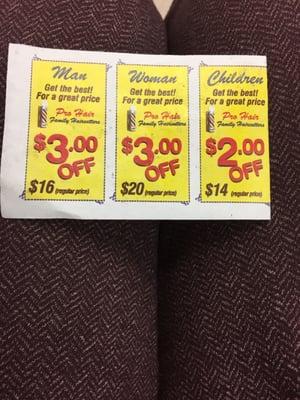 Man
Get the best!
For a great price
Pro Hair
Family Haircutters
$3.00
OFF
$16 (regular price)
Woman
Get the best!
For a great price
Pro Hair
Family Haircutters
$3.00
OFF
$20 (regular price)
Children
Get the best!
For a great price
Pro Hair
Family Haircutters
$2.00
OFF
$14 (regular price)